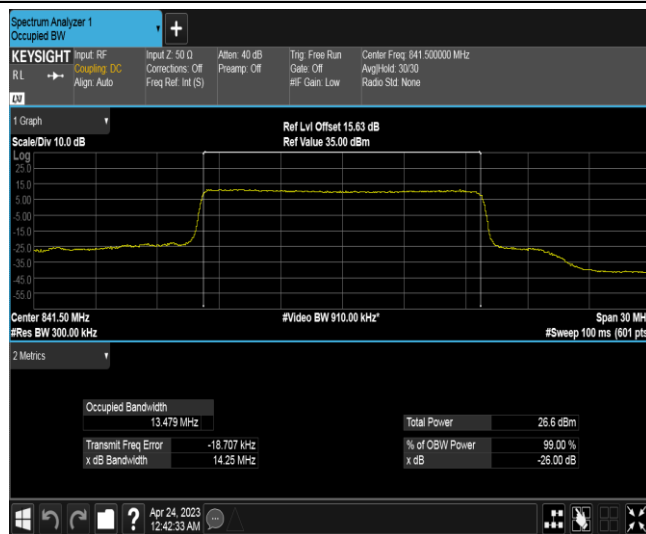 Spectrum Analyzer 1
Occupied BW
+
KEYSIGHT Input: RF Input Z: 50 Ω Atten: 40 dB Trig: Free Run Center Freq: 841.500000 MHz
RL Coupling: DC Corrections: Off Preamp: Off Gate: Off Avg|Hold: 30/30
Align: Auto Freq Ref: Int (S) #IF Gain: Low Radio Std: None
LXI
1 Graph Ref Lvl Offset 15.63 dB
Scale/Div 10.0 dB Ref Value 35.00 dBm
Log
25.0
15.0
5.00
-5.00
-15.0
-25.0
-35.0
-45.0
-55.0
Center 841.50 MHz #Video BW 910.00 kHz* Span 30 MH
#Res BW 300.00 kHz #Sweep 100 ms (601 pts
2 Metrics
Occupied Bandwidth
13.479 MHz Total Power 26.6 dBm
Transmit Freq Error -18.707 kHz % of OBW Power 99.00 %
x dB Bandwidth 14.25 MHz x dB -26.00 dB
? Apr 24, 2023
12:42:33 AM